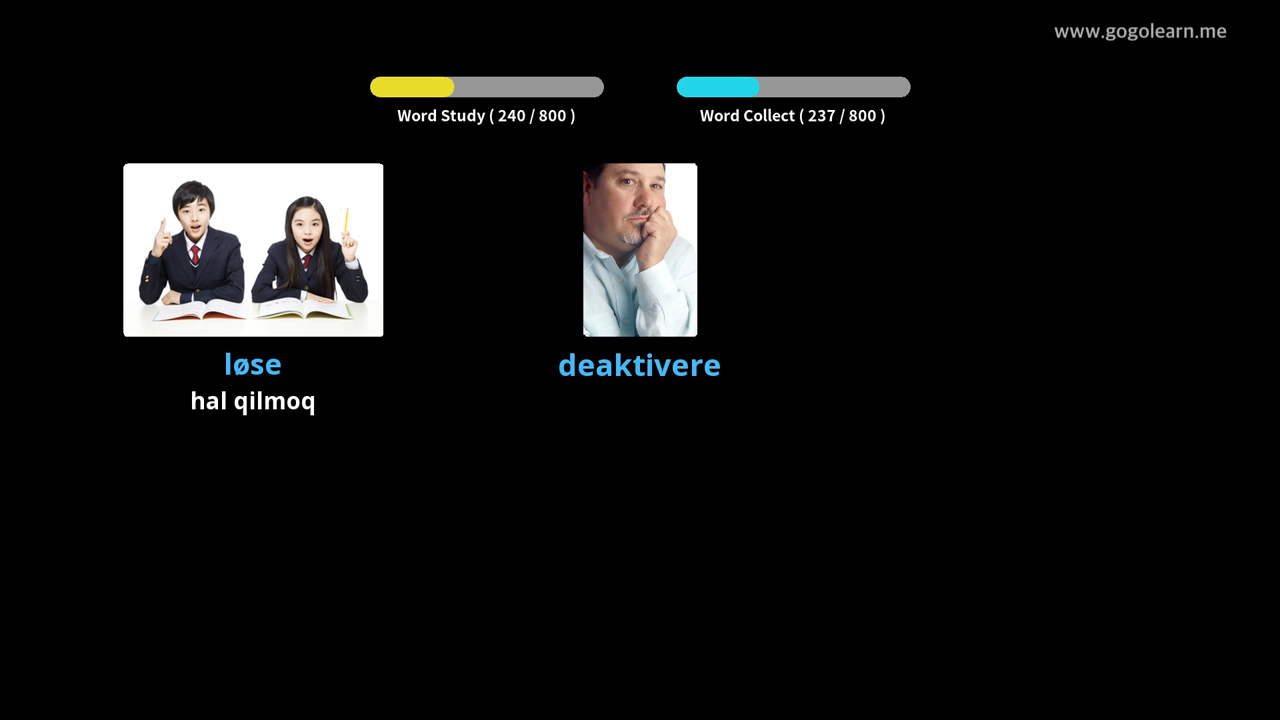 www.gogolearn.me
Word Study ( 240 / 800 )
Word Collect ( 237 / 800 )
løse
hal qilmoq
deaktivere